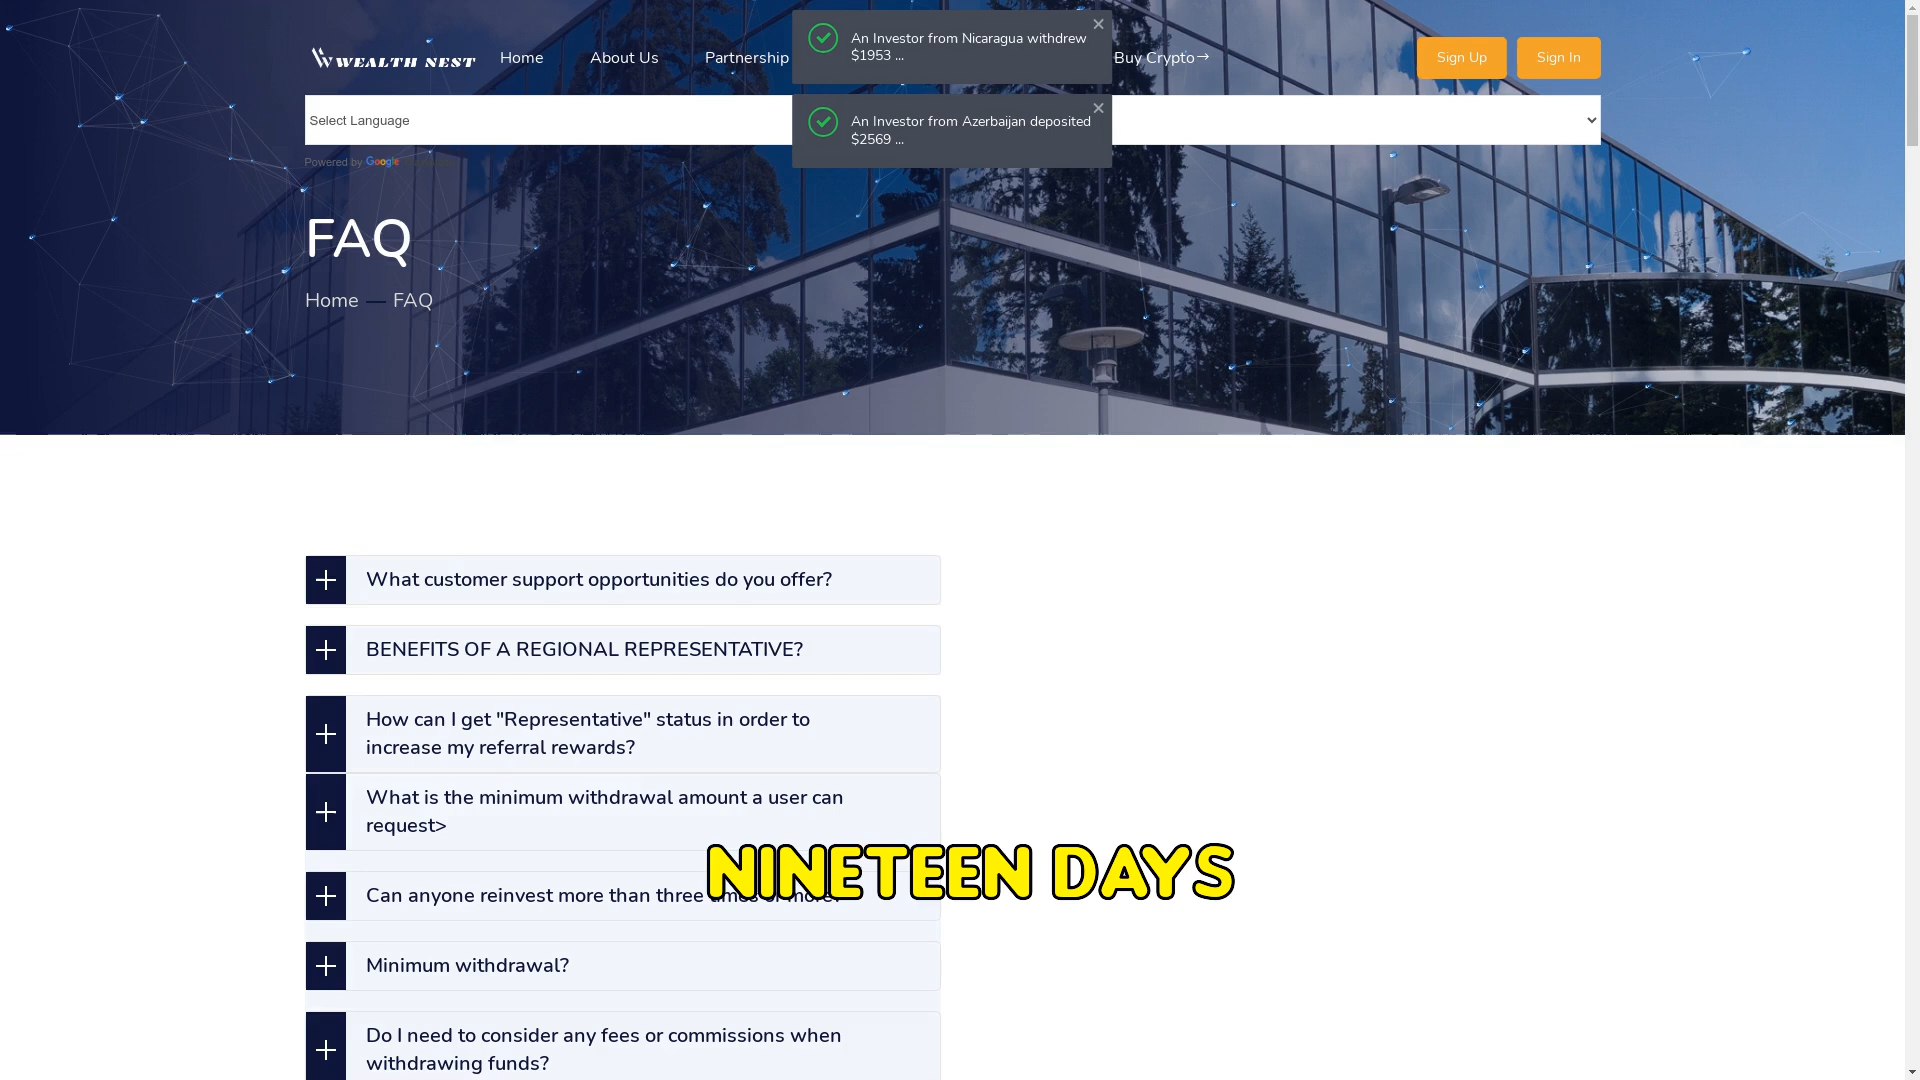 An Investor from Nicaragua withdrew
$1953 ...
WEALTH NEST
Home
About Us
Partnership
Buy Crypto→
Sign Up
Sign In
An Investor from Azerbaijan deposited
$2569 ...
Select Language
Powered by Google
FAQ
Home — FAQ
What customer support opportunities do you offer?
BENEFITS OF A REGIONAL REPRESENTATIVE?
How can I get "Representative" status in order to
increase my referral rewards?
What is the minimum withdrawal amount a user can
request>
NINETEEN DAYS
Can anyone reinvest more than three times or more?
Minimum withdrawal?
Do I need to consider any fees or commissions when
withdrawing funds?